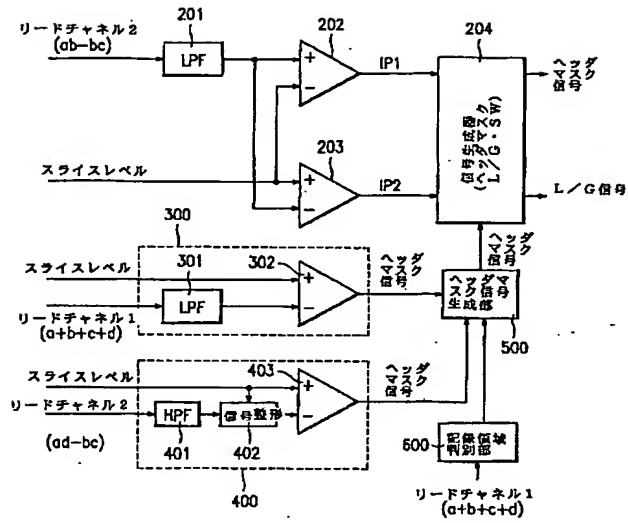 リードチャネル2
(ab-bc)
201
LPF
202
+
-
IP1
204
信号生成器
(ヘッダマスク
L/G・SW)
ヘッダ
マスク
信号
スライスレベル
203
+
-
IP2
L/G信号
300
スライスレベル
301
LPF
302
+
-
リードチャネル1
(a+b+c+d)
ヘッダ
マスク
信号
ヘッダ
マスク
信号
ヘッダマ
スク信号
生成部
500
スライスレベル
リードチャネル2
(ad-bc)
HPF
401
信号整形
402
403
+
-
ヘッダ
マスク
信号
400
600
記録領域
判別部
リードチャネル1
(a+b+c+d)